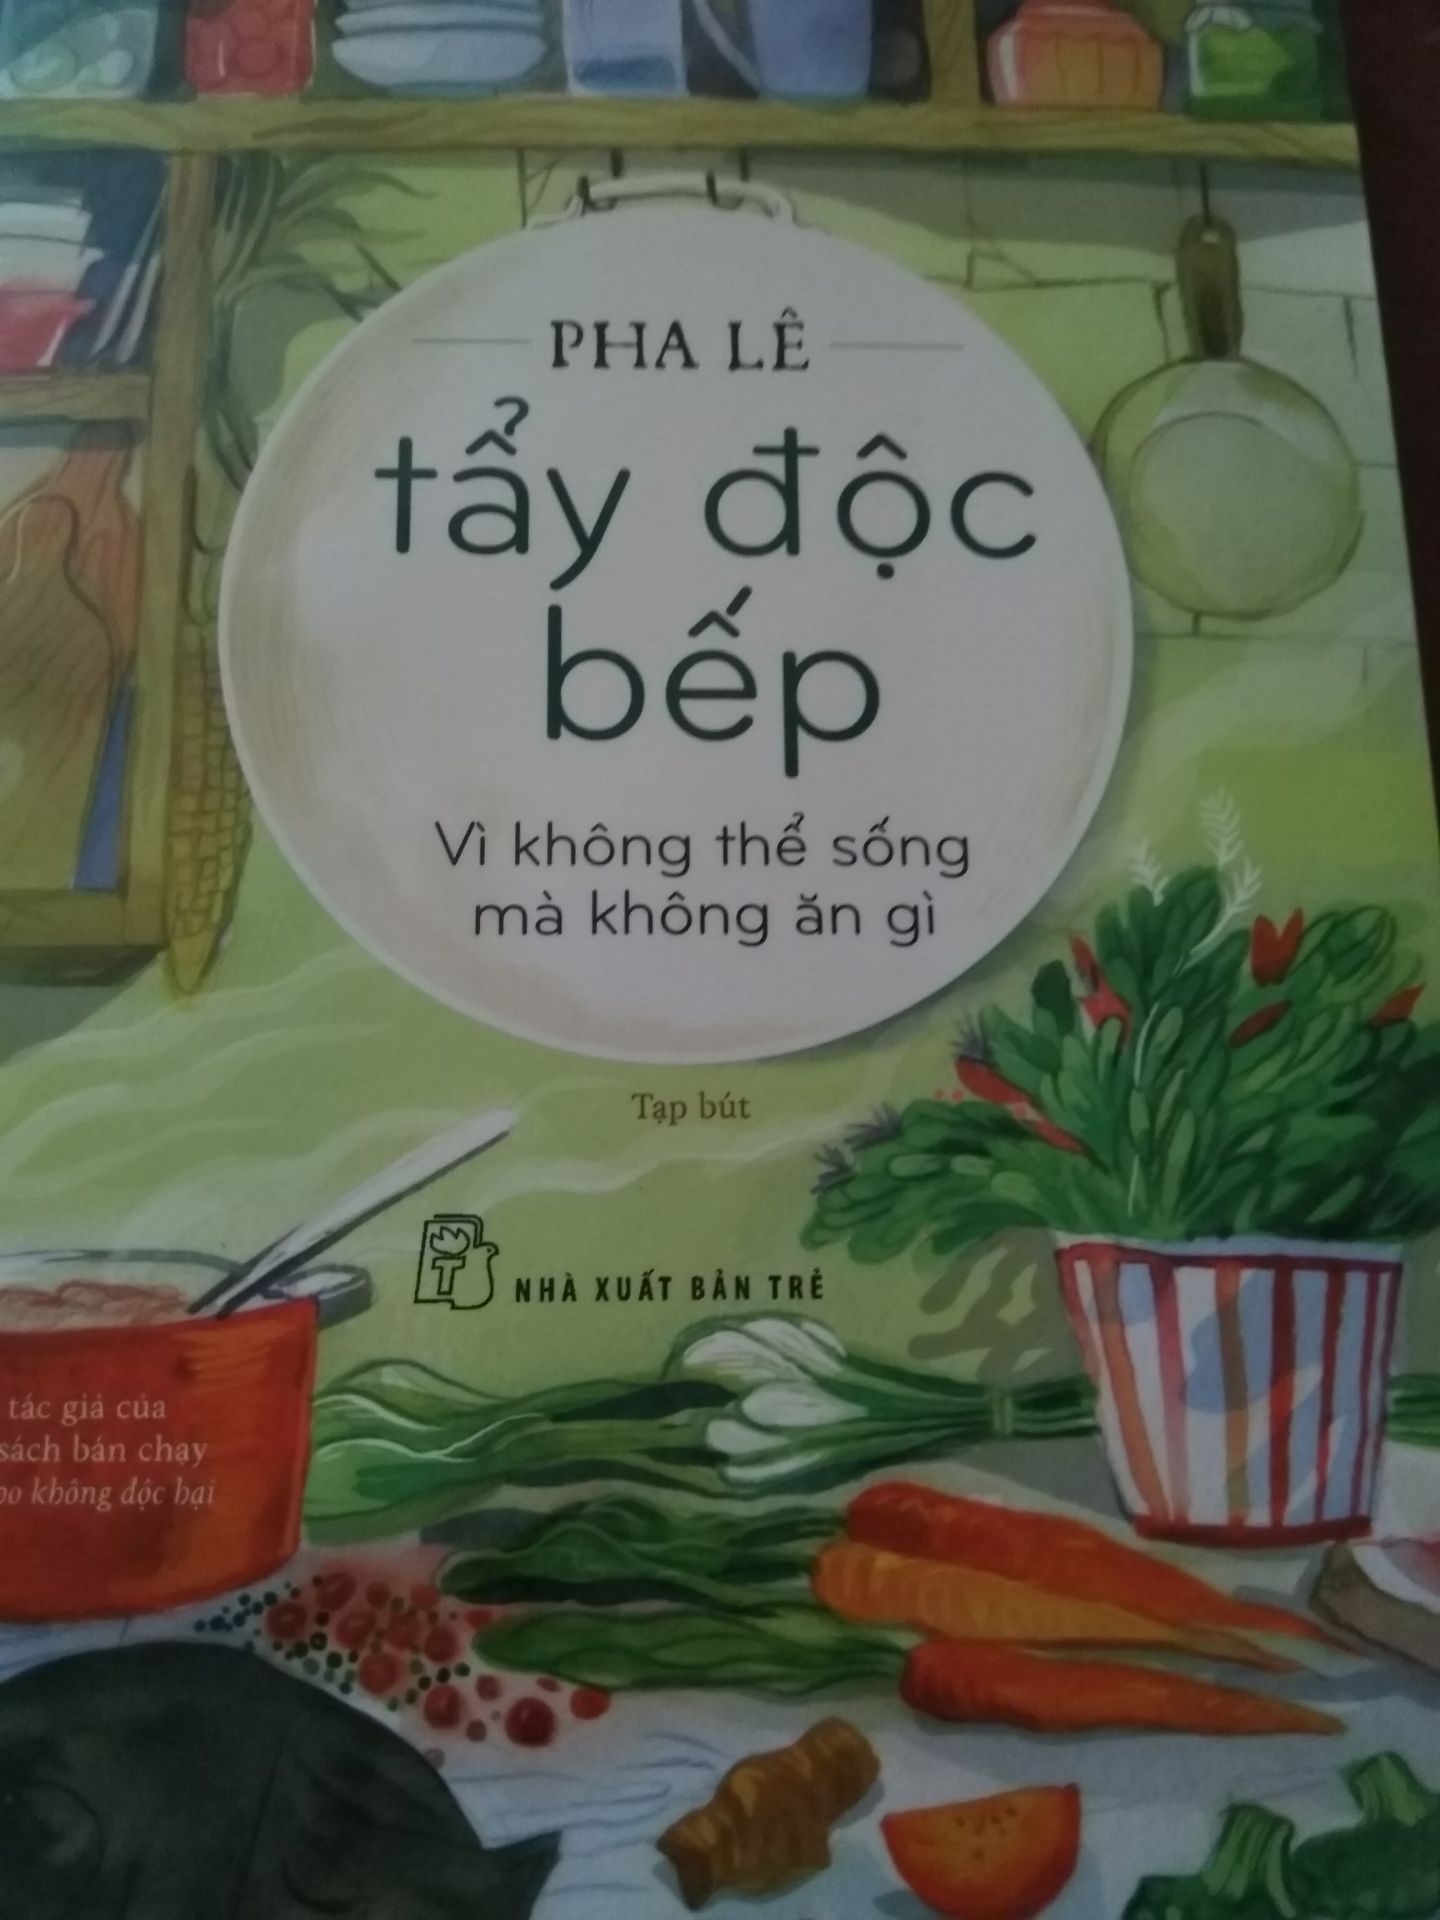 PHA LÊ
tẩy độc
bếp
Vì không thể sống
mà không ăn gì
Tạp bút
T
NHÀ XUẤT BẢN TRẺ
tác giả của
sách bán chạy
không độc hại